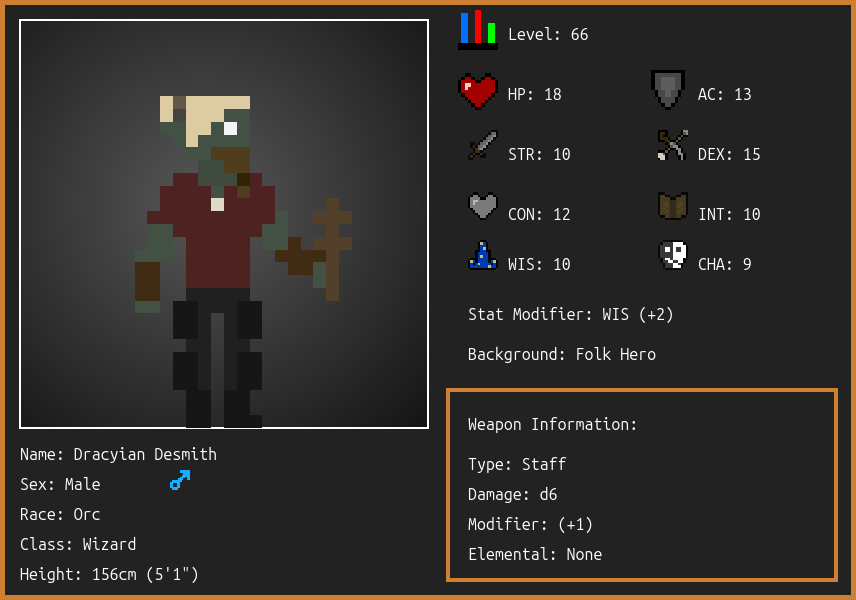 Level: 66
HP: 18
AC: 13
STR: 10
DEX: 15
CON: 12
INT: 10
WIS: 10
CHA: 9
Stat Modifier: WIS (+2)
Background: Folk Hero
Weapon Information:
Type: Staff
Damage: d6
Modifier: (+1)
Elemental: None
Name: Dracyian Desmith
Sex: Male
Race: Orc
Class: Wizard
Height: 156cm (5'1")